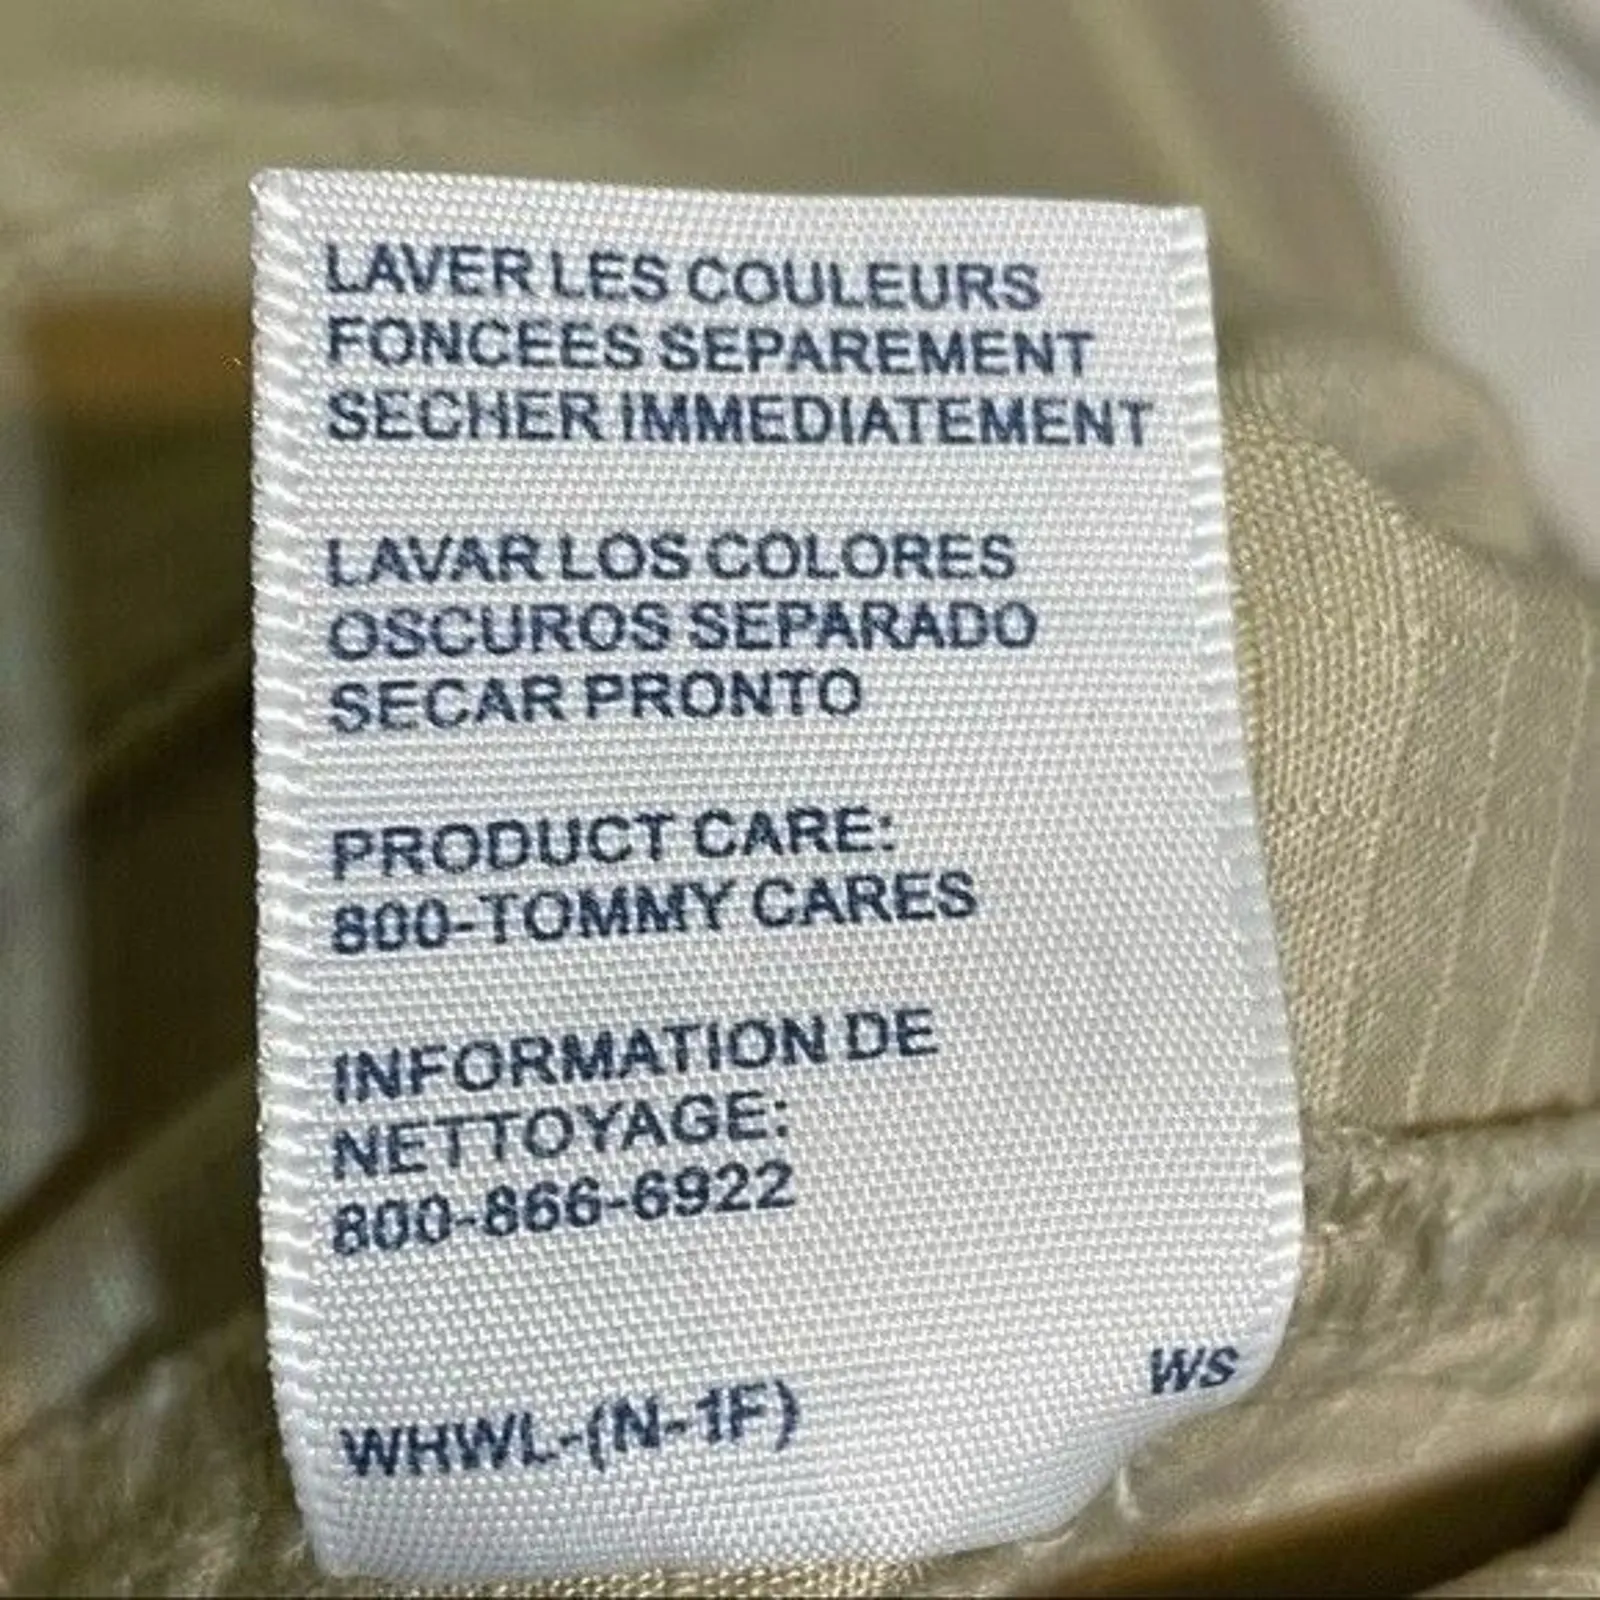 LAVER LES COULEURS
FONCEES SEPAREMENT
SECHER IMMEDIATEMENT
LAVAR LOS COLORES
OSCUROS SEPARADO
SECAR PRONTO
PRODUCT CARE:
800-TOMMY CARES
INFORMATION DE
NETTOYAGE:
800-866-6922
WS
WHWL-(N-1F)